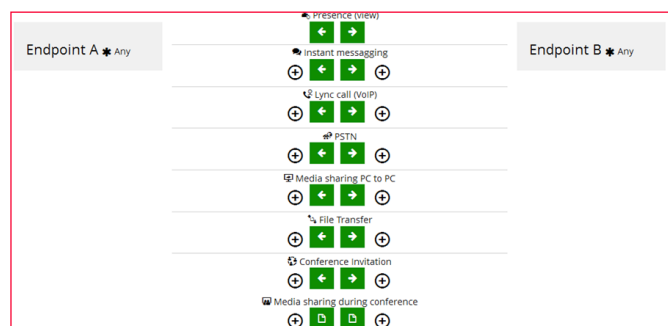 Presence (view)
Endpoint A ✱ Any
Endpoint B ✱ Any
Instant messagging
Lync call (VoIP)
PSTN
Media sharing PC to PC
File Transfer
Conference Invitation
Media sharing during conference